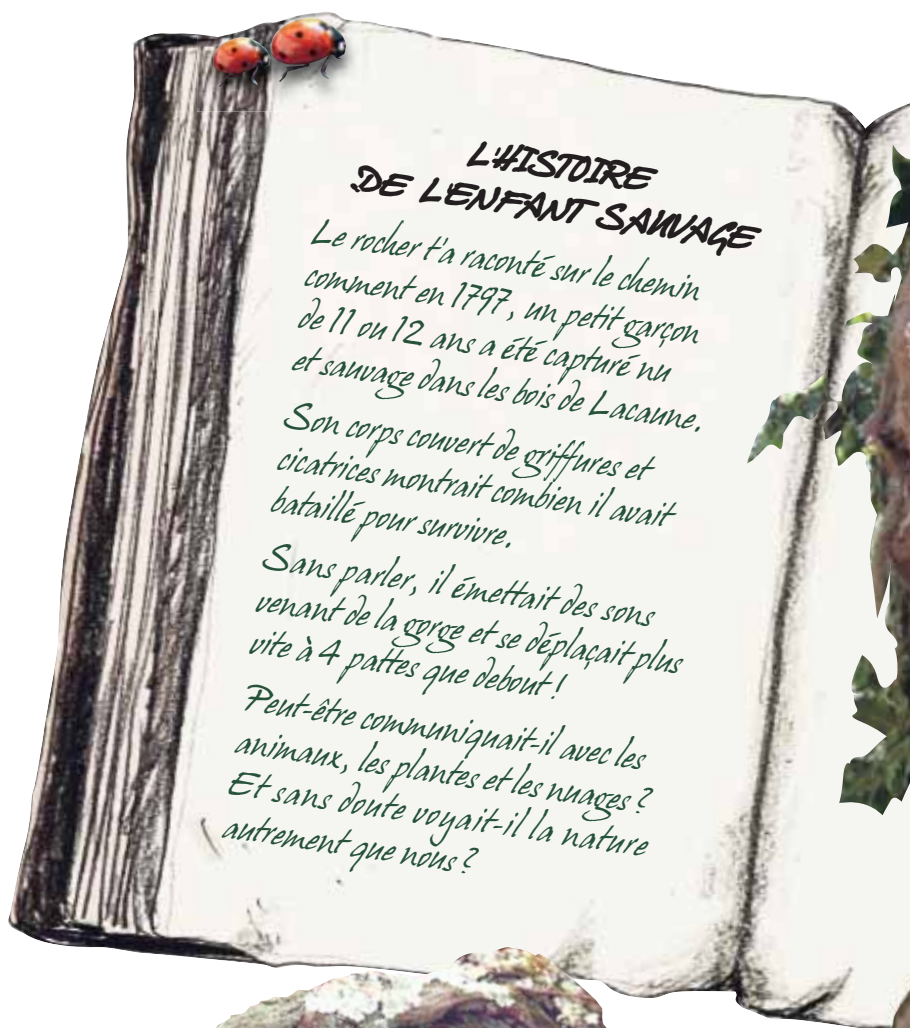 L'HISTOIRE
DE L'ENFANT SAUVAGE
Le rocher t'a raconté sur le chemin
comment en 1797, un petit garçon
de 11 ou 12 ans a été capturé nu
et sauvage dans les bois de Lacaune.
Son corps couvert de griffures et
cicatrices montrait combien il avait
bataillé pour survivre.
Sans parler, il émettait des sons
venant de la gorge et se déplaçait plus
vite à 4 pattes que debout !
Peut-être communiquait-il avec les
animaux, les plantes et les nuages ?
Et sans doute voyait-il la nature
autrement que nous ?